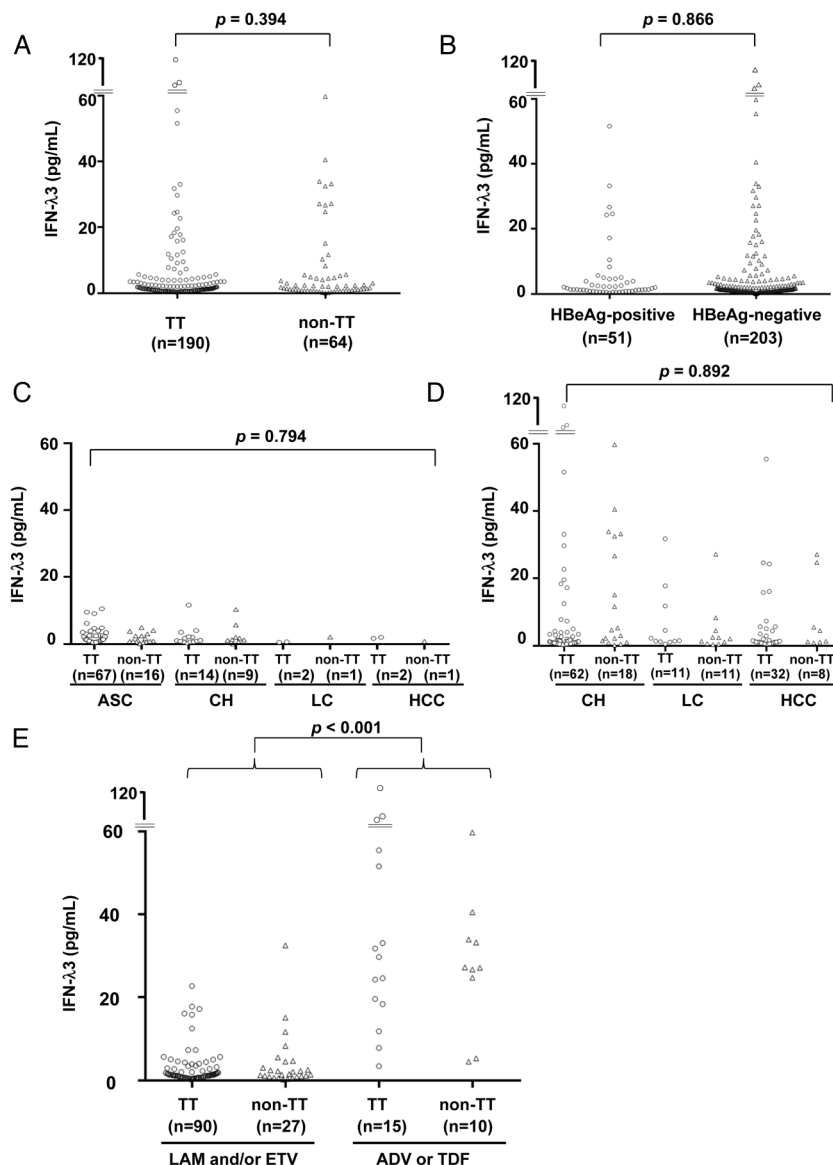 A
p = 0.394
120
60
40
20
0
IFN-λ3 (pg/mL)
TT
(n=190)
non-TT
(n=64)
B
p = 0.866
120
60
40
20
0
IFN-λ3 (pg/mL)
HBeAg-positive
(n=51)
HBeAg-negative
(n=203)
C
p = 0.794
60
40
20
0
IFN-λ3 (pg/mL)
TT non-TT TT non-TT TT non-TT TT non-TT
(n=67) (n=16) (n=14) (n=9) (n=2) (n=1) (n=2) (n=1)
ASC CH LC HCC
D
p = 0.892
120
60
40
20
0
IFN-λ3 (pg/mL)
TT non-TT TT non-TT TT non-TT
(n=62) (n=18) (n=11) (n=11) (n=32) (n=8)
CH LC HCC
E
p < 0.001
120
60
40
20
0
IFN-λ3 (pg/mL)
TT non-TT TT non-TT
(n=90) (n=27) (n=15) (n=10)
LAM and/or ETV ADV or TDF